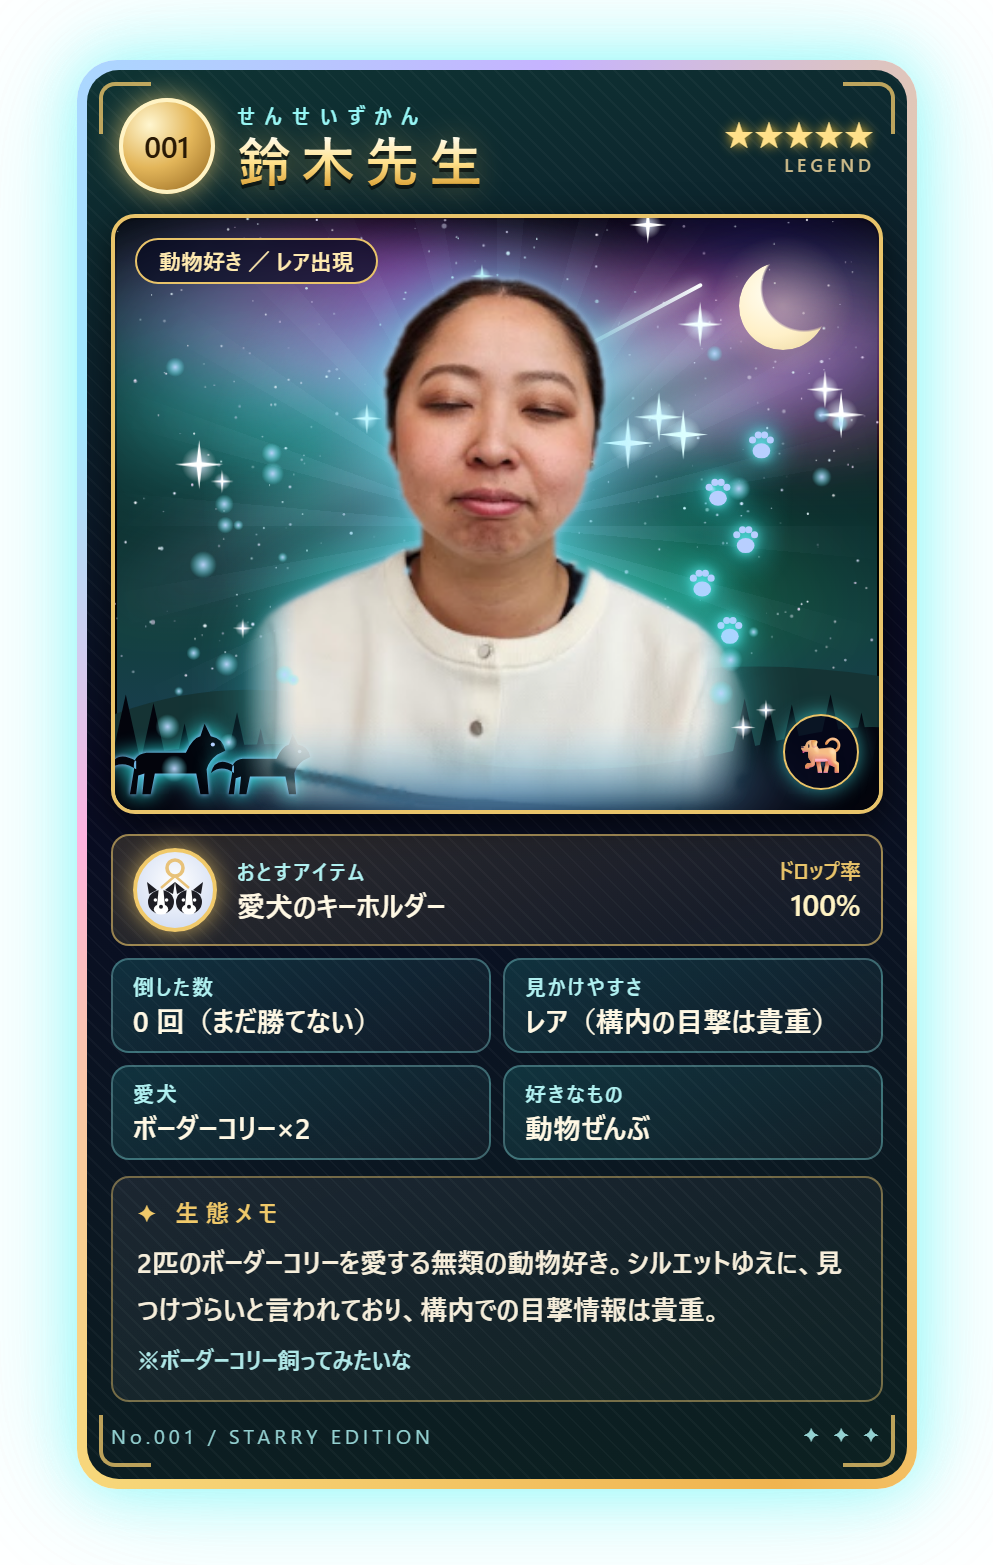 001
せんせいずかん
鈴木先生
★★★★★
LEGEND
動物好き ／ レア出現
おとすアイテム
愛犬のキーホルダー
ドロップ率
100%
倒した数
0 回（まだ勝てない）
見かけやすさ
レア（構内の目撃は貴重）
愛犬
ボーダーコリー×2
好きなもの
動物ぜんぶ
✦ 生態メモ
2匹のボーダーコリーを愛する無類の動物好き。シルエットゆえに、見
つけづらいと言われており、構内での目撃情報は貴重。
※ボーダーコリー飼ってみたいな
No.001 / STARRY EDITION
✦ ✦ ✦